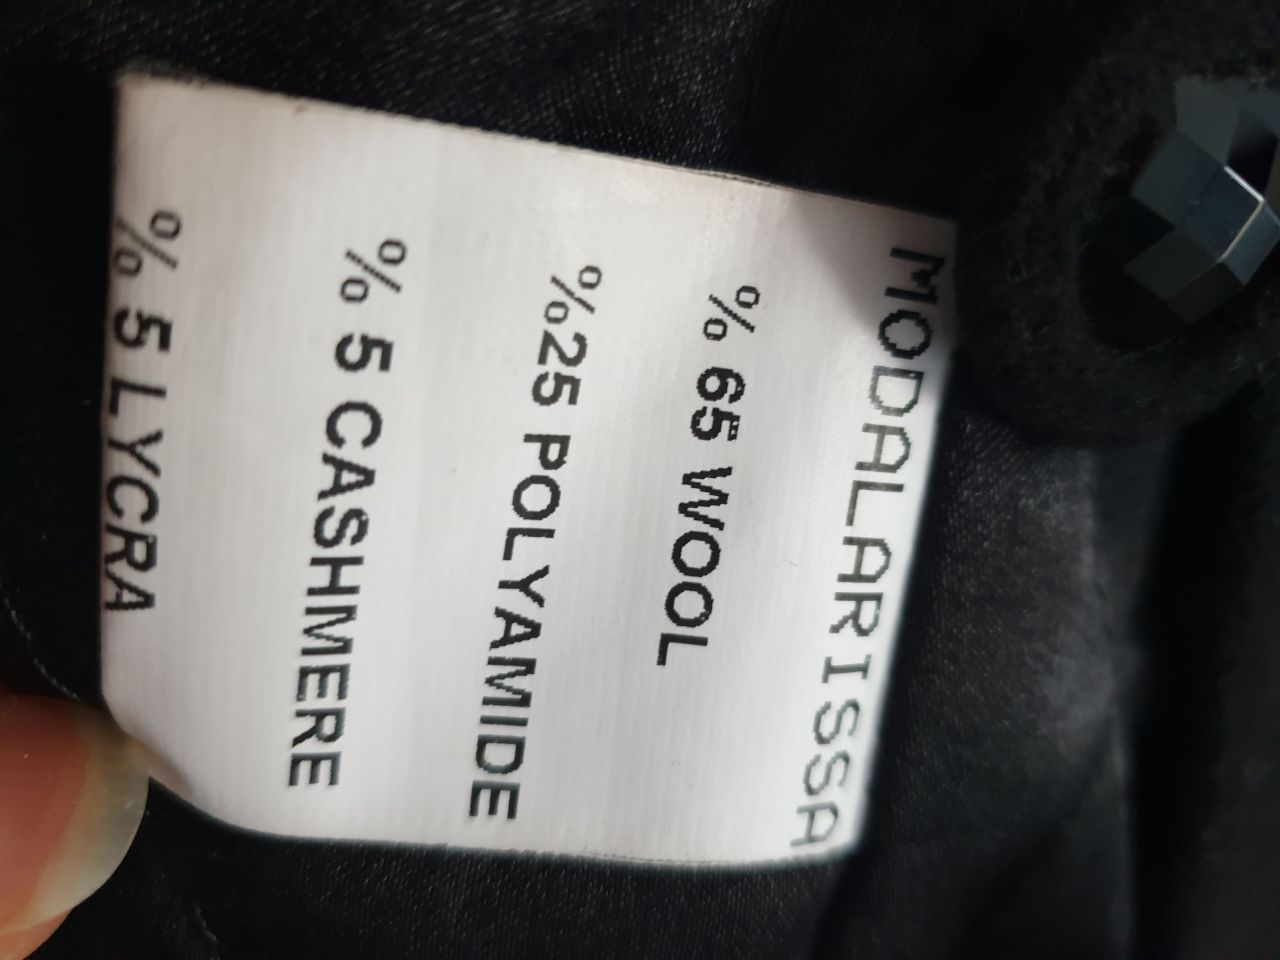 MODALARISSA
% 65 WOOL
%25 POLYAMIDE
% 5 CASHMERE
% 5 LYCRA